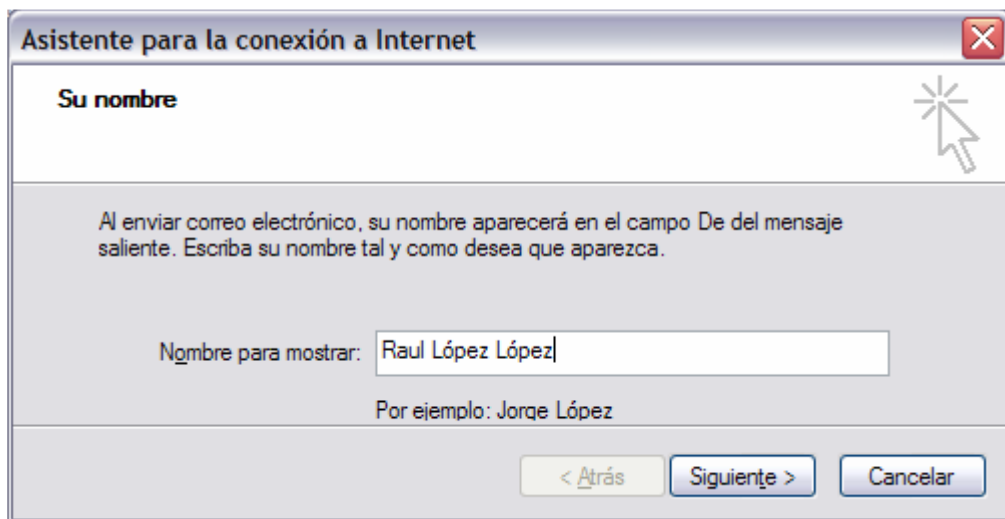 Asistente para la conexión a Internet
Su nombre
Al enviar correo electrónico, su nombre aparecerá en el campo De del mensaje
saliente. Escriba su nombre tal y como desea que aparezca.
Nombre para mostrar: Raul López López
Por ejemplo: Jorge López
< Atrás Siguiente > Cancelar